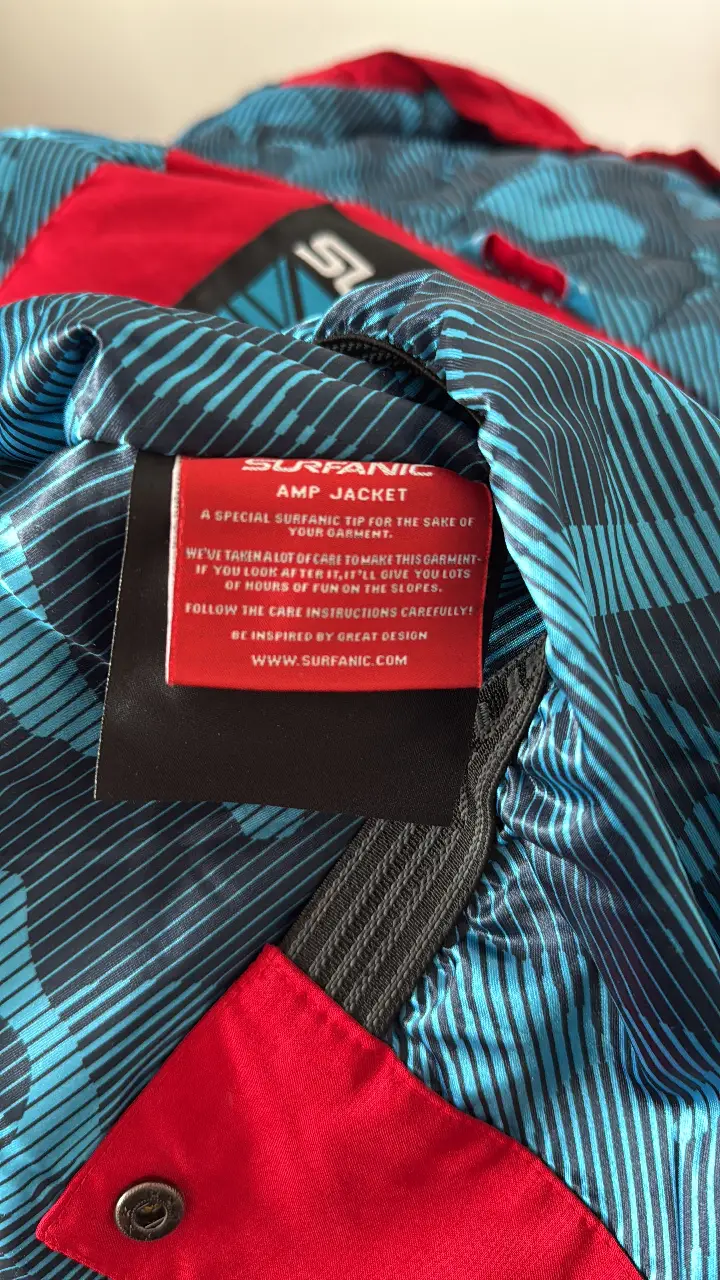 SU
SURFANIC
AMP JACKET
A SPECIAL SURFANIC TIP FOR THE SAKE OF
YOUR GARMENT.
WE'VE TAKEN A LOT OF CARE TO MAKE THIS GARMENT-
IF YOU LOOK AFTER IT, IT'LL GIVE YOU LOTS
OF HOURS OF FUN ON THE SLOPES.
FOLLOW THE CARE INSTRUCTIONS CAREFULLY!
BE INSPIRED BY GREAT DESIGN
WWW.SURFANIC.COM